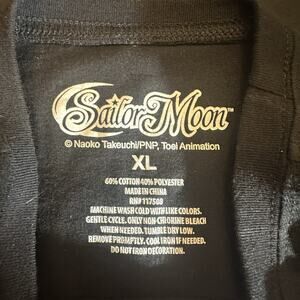 Sailor Moon™
© Naoko Takeuchi/PNP, Toei Animation
XL
60% COTTON 40% POLYESTER
MADE IN CHINA
RN# 117508
MACHINE WASH COLD WITH LIKE COLORS.
GENTLE CYCLE. ONLY NON-CHLORINE BLEACH
WHEN NEEDED. TUMBLE DRY LOW.
REMOVE PROMPTLY. COOL IRON IF NEEDED.
DO NOT IRON DECORATION.